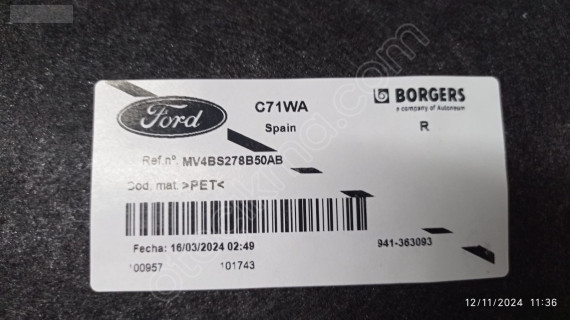 Ford
C71WA
Spain
BORGERS
a company of Autoneum
R
Ref nº. MV4BS278B50AB
Cod. mat. >PET<
Fecha: 16/03/2024 02:49
941-363093
100957 101743
12/11/2024 11:36